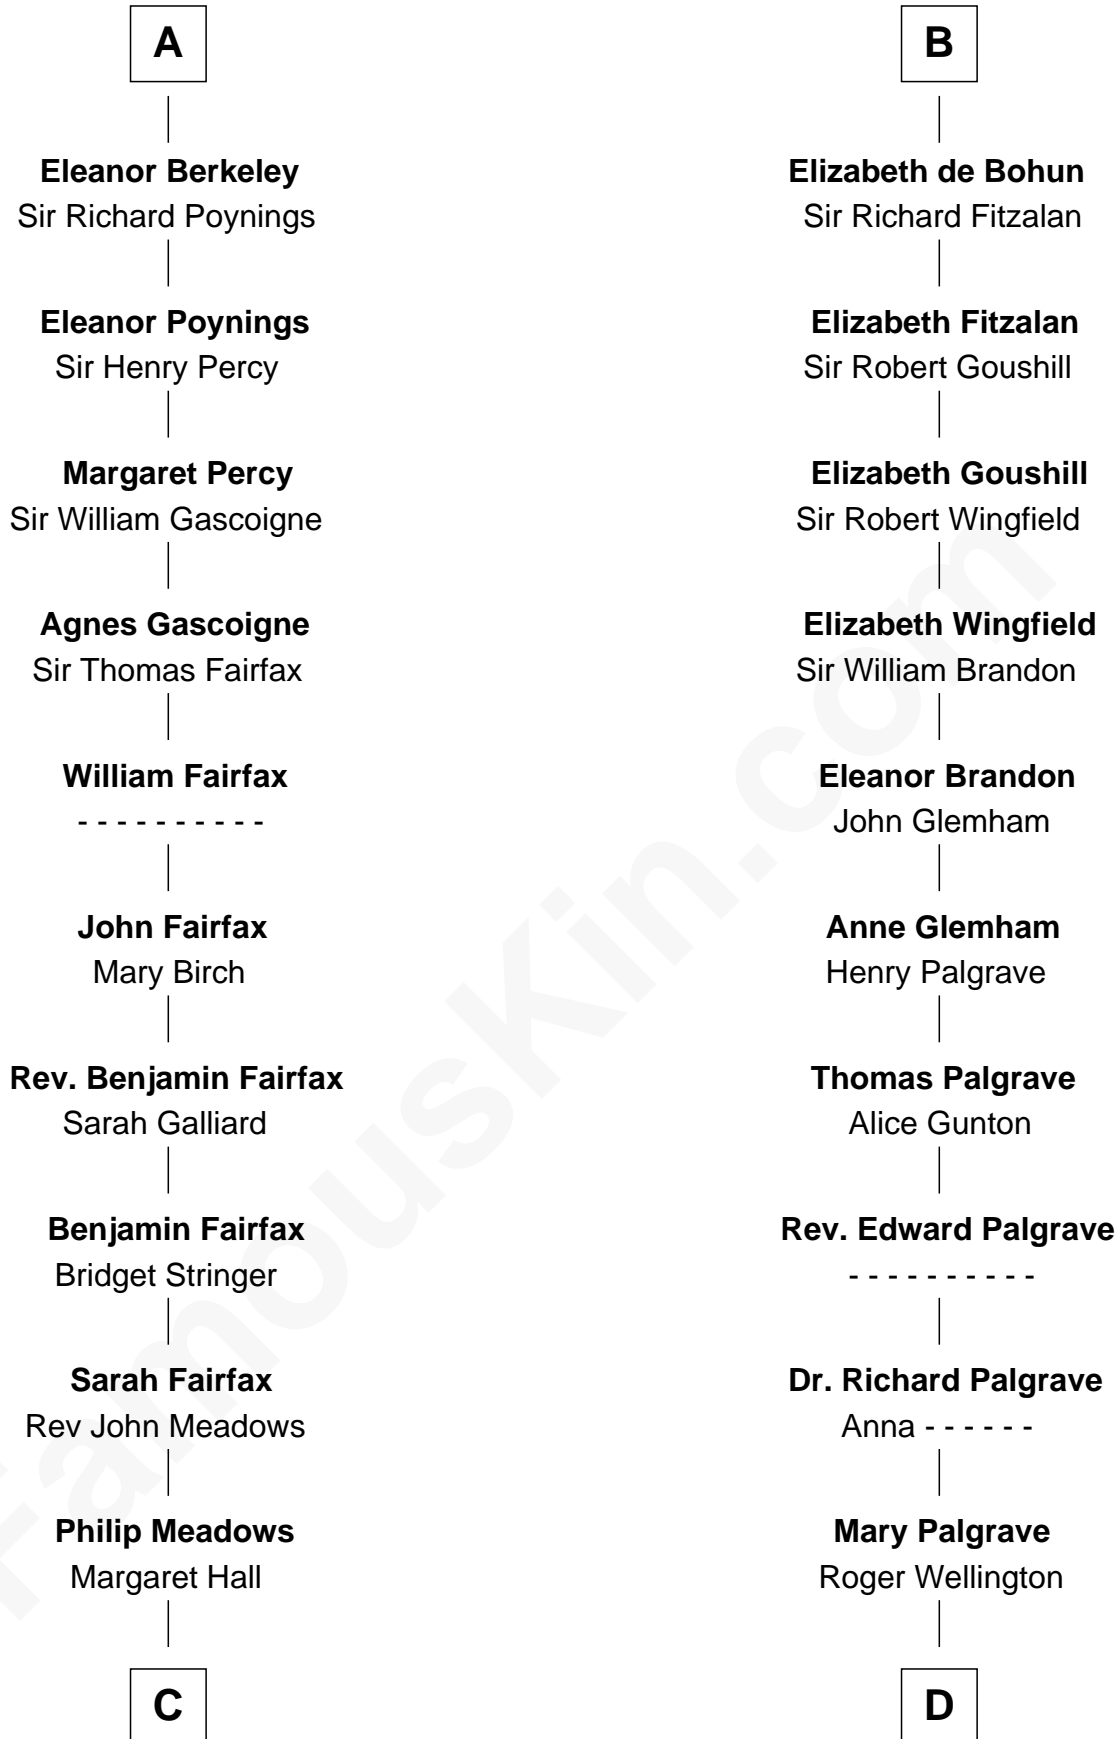 A
Eleanor Berkeley
Sir Richard Poynings
Eleanor Poynings
Sir Henry Percy
Margaret Percy
Sir William Gascoigne
Agnes Gascoigne
Sir Thomas Fairfax
William Fairfax
- - - - - - - - - -
John Fairfax
Mary Birch
Rev. Benjamin Fairfax
Sarah Galliard
Benjamin Fairfax
Bridget Stringer
Sarah Fairfax
Rev John Meadows
Philip Meadows
Margaret Hall
C
B
Elizabeth de Bohun
Sir Richard Fitzalan
Elizabeth Fitzalan
Sir Robert Goushill
Elizabeth Goushill
Sir Robert Wingfield
Elizabeth Wingfield
Sir William Brandon
Eleanor Brandon
John Glemham
Anne Glemham
Henry Palgrave
Thomas Palgrave
Alice Gunton
Rev. Edward Palgrave
- - - - - - - - - -
Dr. Richard Palgrave
Anna - - - - - -
Mary Palgrave
Roger Wellington
D
FamousKin.com